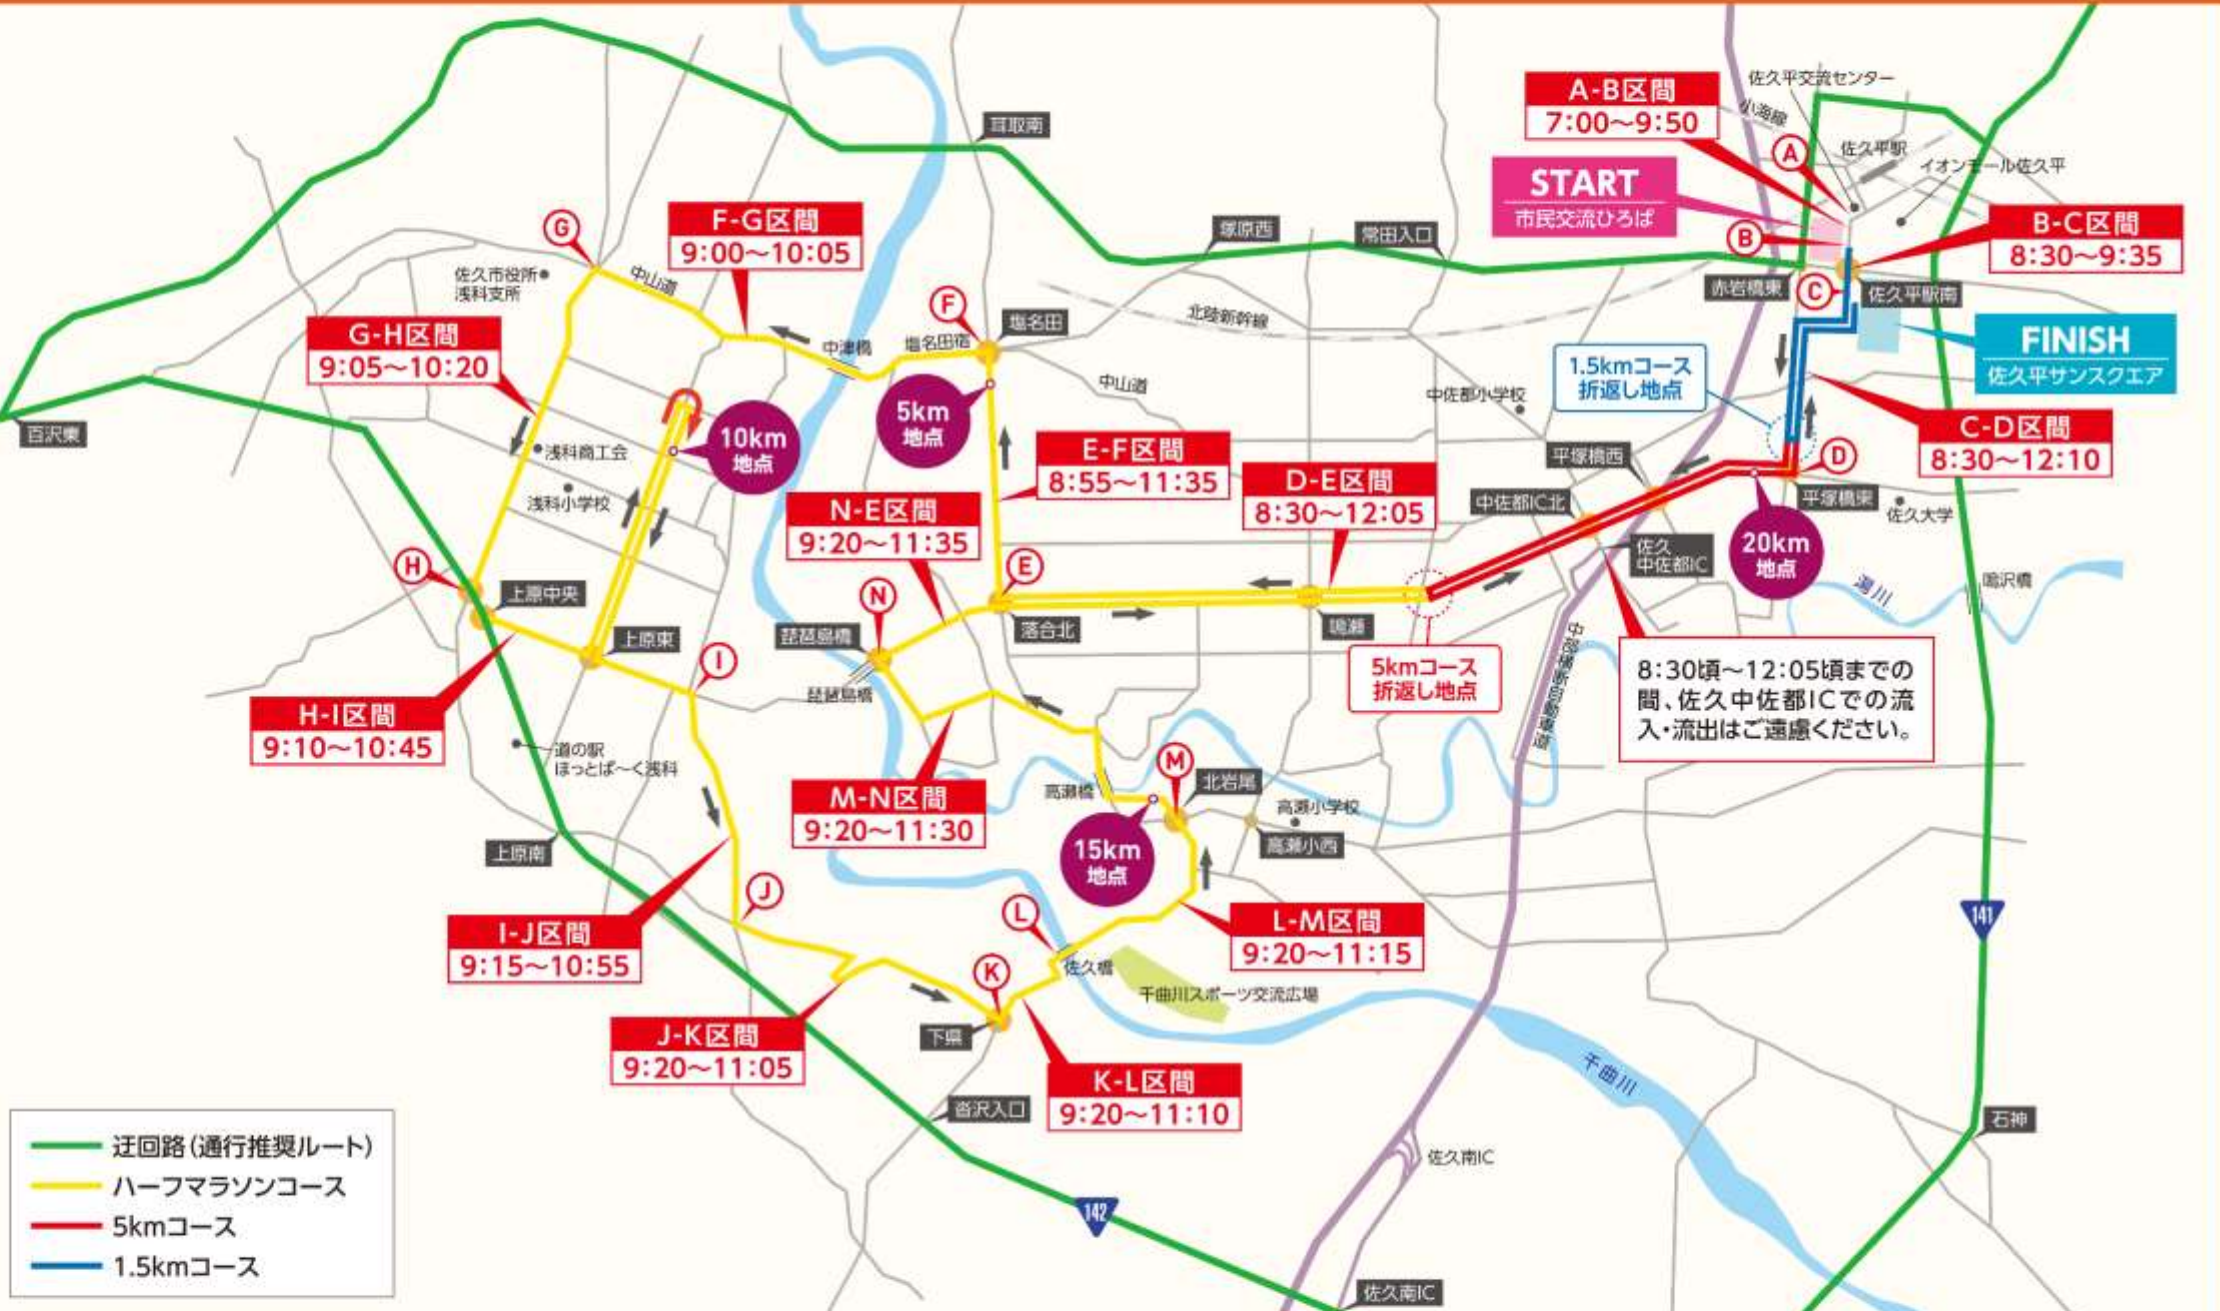 A-B区間
7:00～9:50
佐久平交流センター
小海線
A
佐久平駅
イオンモール佐久平
START
市民交流ひろば
B
B-C区間
8:30～9:35
赤岩橋東
C
佐久平駅南
FINISH
佐久平サンスクエア
耳取南
塚原西
常田入口
北陸新幹線
G
F-G区間
9:00～10:05
佐久市役所
浅科支所
中山道
F
塩名田
塩名田宿
中津橋
G-H区間
9:05～10:20
5km
地点
中山道
1.5kmコース
折返し地点
中佐都小学校
C-D区間
8:30～12:10
百沢東
10km
地点
浅科商工会
浅科小学校
E-F区間
8:55～11:35
D-E区間
8:30～12:05
N-E区間
9:20～11:35
平塚橋西
D
平塚橋東
中佐都IC北
佐久大学
佐久
中佐都IC
20km
地点
湯川
鳴沢橋
H
上原中央
上原東
I
N
E
琵琶島橋
琵琶島橋
落合北
鳴瀬
5kmコース
折返し地点
中部横断自動車道
8:30頃～12:05頃までの
間、佐久中佐都ICでの流
入・流出はご遠慮ください。
H-I区間
9:10～10:45
道の駅
ほっとぱ～く浅科
M-N区間
9:20～11:30
高瀬橋
M
北岩尾
高瀬小学校
高瀬小西
15km
地点
上原南
J
I-J区間
9:15～10:55
L
佐久橋
L-M区間
9:20～11:15
千曲川スポーツ交流広場
141
K
下県
J-K区間
9:20～11:05
K-L区間
9:20～11:10
千曲川
沓沢入口
石神
佐久南IC
142
佐久南IC
迂回路（通行推奨ルート）
ハーフマラソンコース
5kmコース
1.5kmコース